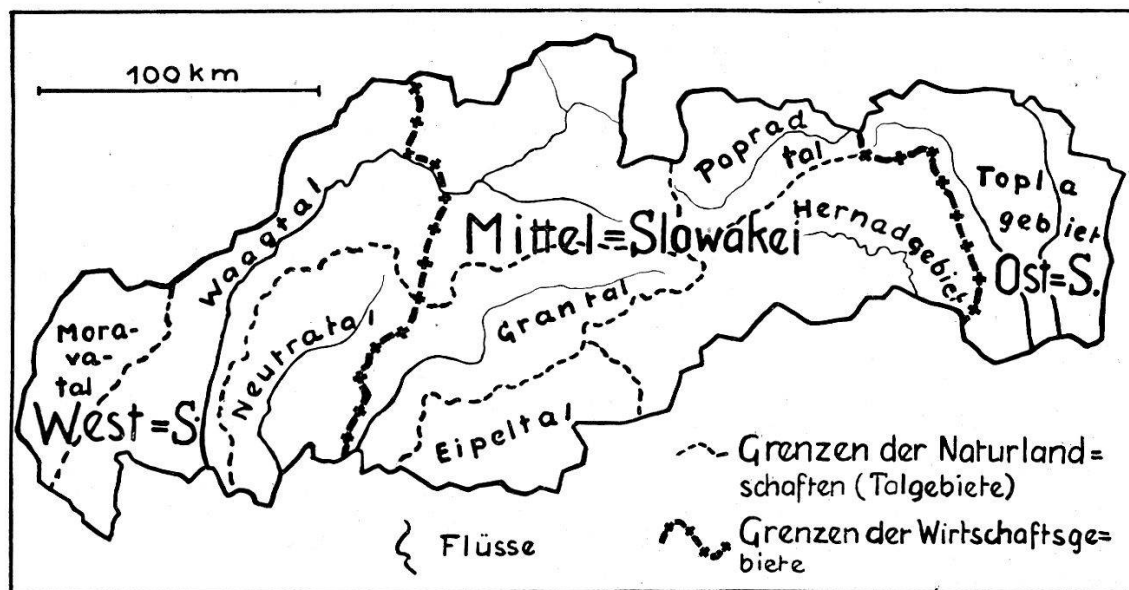 100 km
Poprad
tal
Topla
gebiet
Waagtal
Mittel=Slowakei
Hernadgebiet
Ost=S.
Mora-
va-
tal
Neutratal
Grantal
West=S.
Eipeltal
Grenzen der Naturland=
schaften (Talgebiete)
Flüsse
Grenzen der Wirtschaftsge=
biete